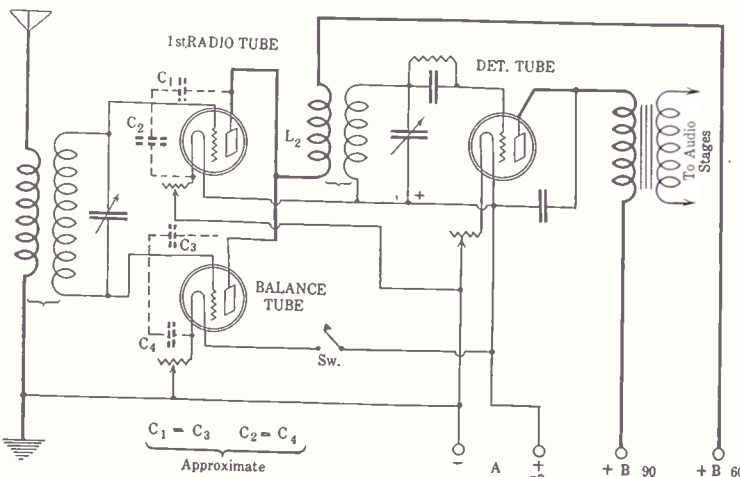 1st RADIO TUBE
DET. TUBE
C1
C2
L2
+
To Audio
Stages
C3
BALANCE
TUBE
C4
Sw.
C1 = C3 C2 = C4
Approximate
- A +
+ B 90
+ B 60